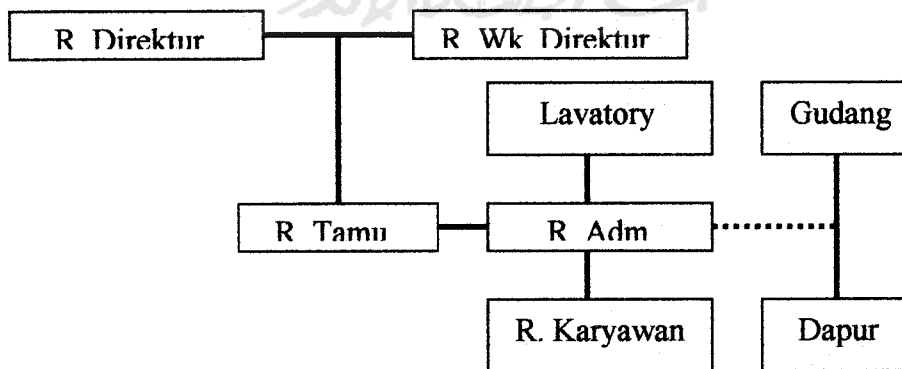 R Direktur
R Wk Direktur
Lavatory
Gudang
R Tamu
R Adm
R. Karyawan
Dapur